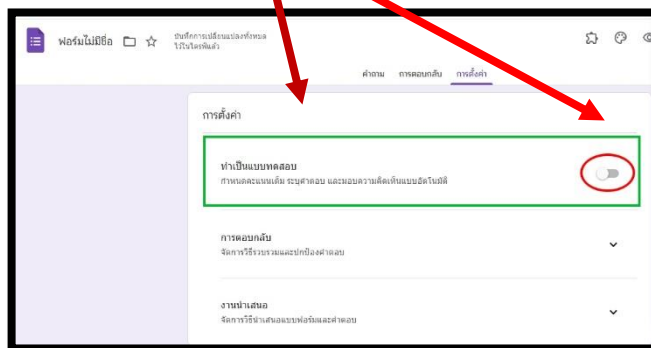 ฟอร์มไม่มีชื่อ
บันทึกการเปลี่ยนแปลงทั้งหมด
ไว้ในไดรฟ์แล้ว
คำถาม การตอบกลับ การตั้งค่า
การตั้งค่า
ทำเป็นแบบทดสอบ
กำหนดคะแนนเต็ม ระบุคำตอบ และมอบความคิดเห็นแบบอัตโนมัติ
การตอบกลับ
จัดการวิธีรวบรวมและปกป้องคำตอบ
งานนำเสนอ
จัดการวิธีนำเสนอแบบฟอร์มและคำตอบ